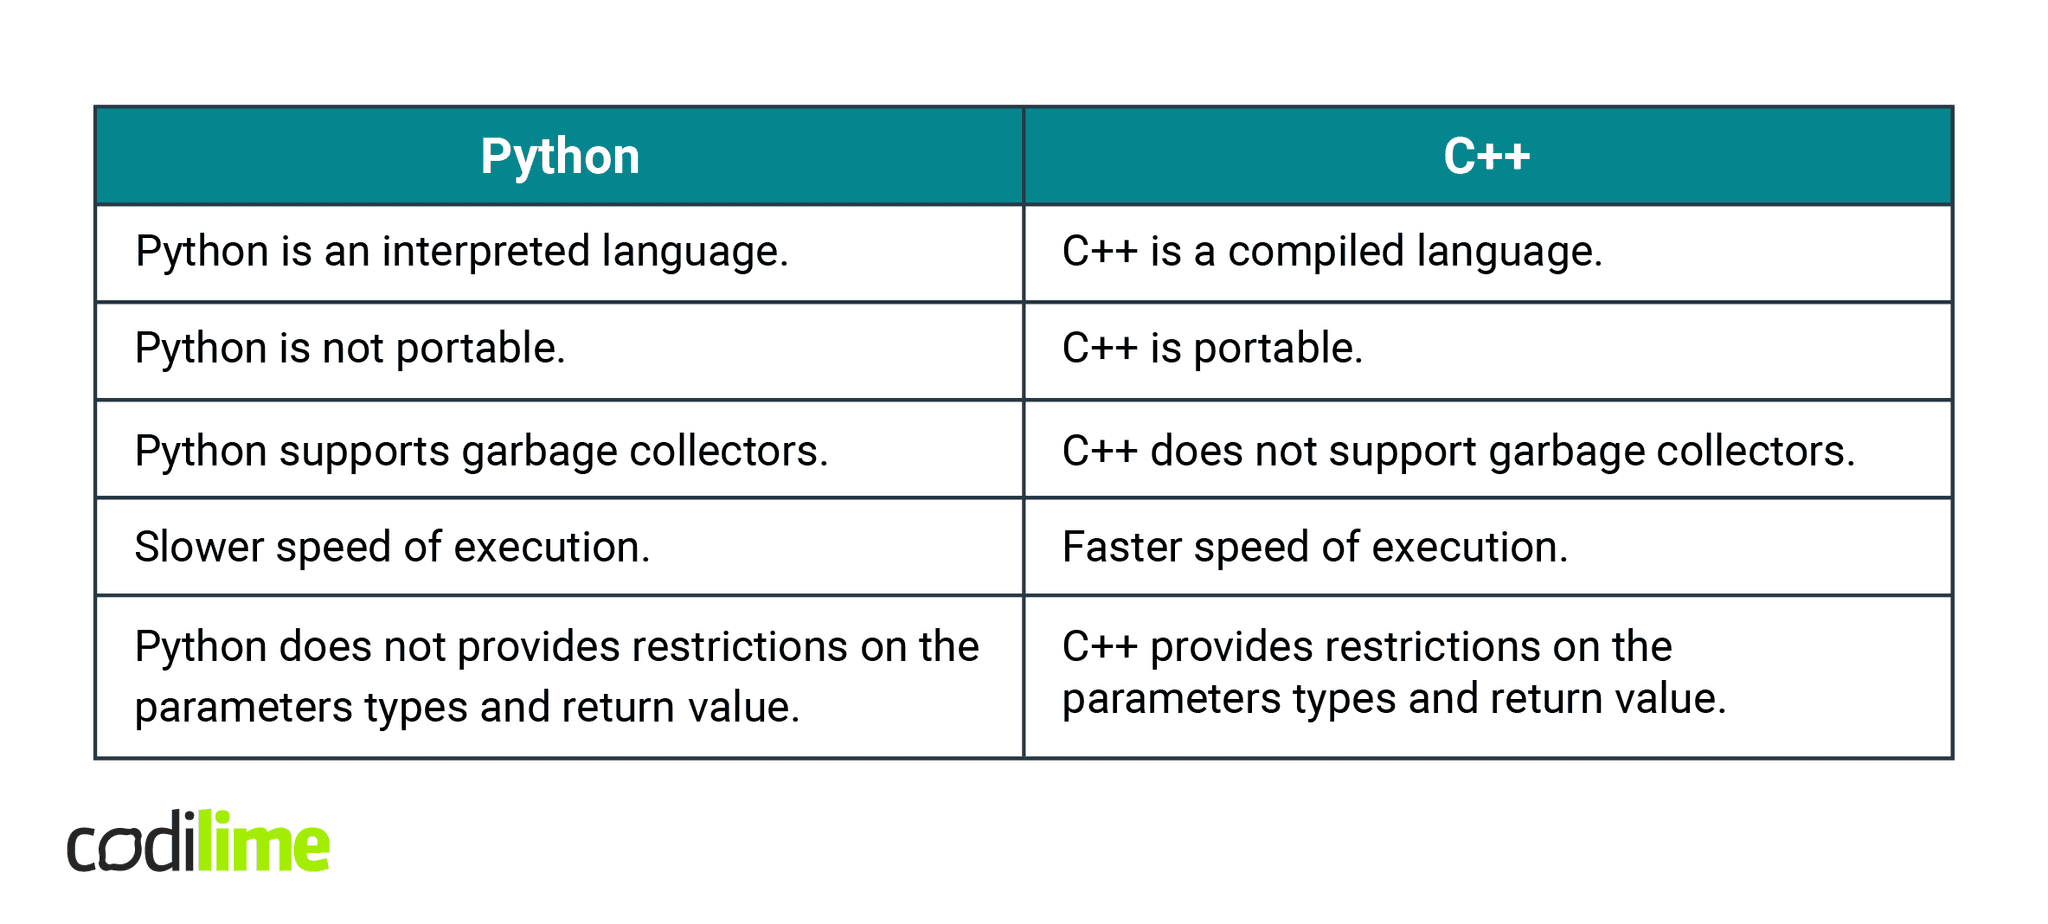 Python
C++
Python is an interpreted language.
C++ is a compiled language.
Python is not portable.
C++ is portable.
Python supports garbage collectors.
C++ does not support garbage collectors.
Slower speed of execution.
Faster speed of execution.
Python does not provides restrictions on the
parameters types and return value.
C++ provides restrictions on the
parameters types and return value.
codilime